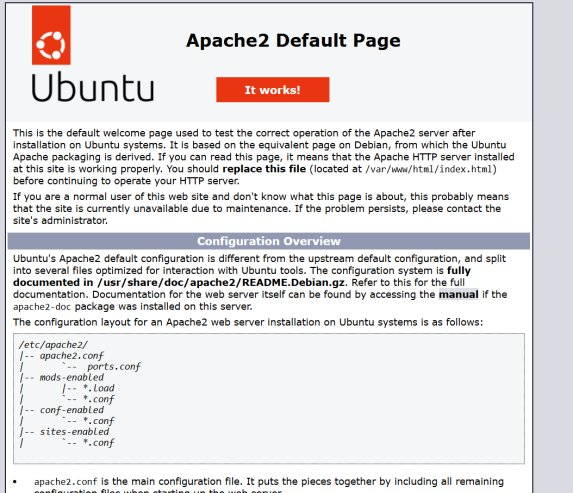 Apache2 Default Page
Ubuntu
It works!
This is the default welcome page used to test the correct operation of the Apache2 server after
installation on Ubuntu systems. It is based on the equivalent page on Debian, from which the Ubuntu
Apache packaging is derived. If you can read this page, it means that the Apache HTTP server installed
at this site is working properly. You should replace this file (located at /var/www/html/index.html)
before continuing to operate your HTTP server.
If you are a normal user of this web site and don't know what this page is about, this probably means
that the site is currently unavailable due to maintenance. If the problem persists, please contact the
site's administrator.
Configuration Overview
Ubuntu's Apache2 default configuration is different from the upstream default configuration, and split
into several files optimized for interaction with Ubuntu tools. The configuration system is fully
documented in /usr/share/doc/apache2/README.Debian.gz. Refer to this for the full
documentation. Documentation for the web server itself can be found by accessing the manual if the
apache2-doc package was installed on this server.
The configuration layout for an Apache2 web server installation on Ubuntu systems is as follows:
/etc/apache2/
|-- apache2.conf
|       `--  ports.conf
|-- mods-enabled
|       |-- *.load
|       `-- *.conf
|-- conf-enabled
|       `-- *.conf
|-- sites-enabled
|       `-- *.conf
• apache2.conf is the main configuration file. It puts the pieces together by including all remaining
configuration files when starting up the web server.